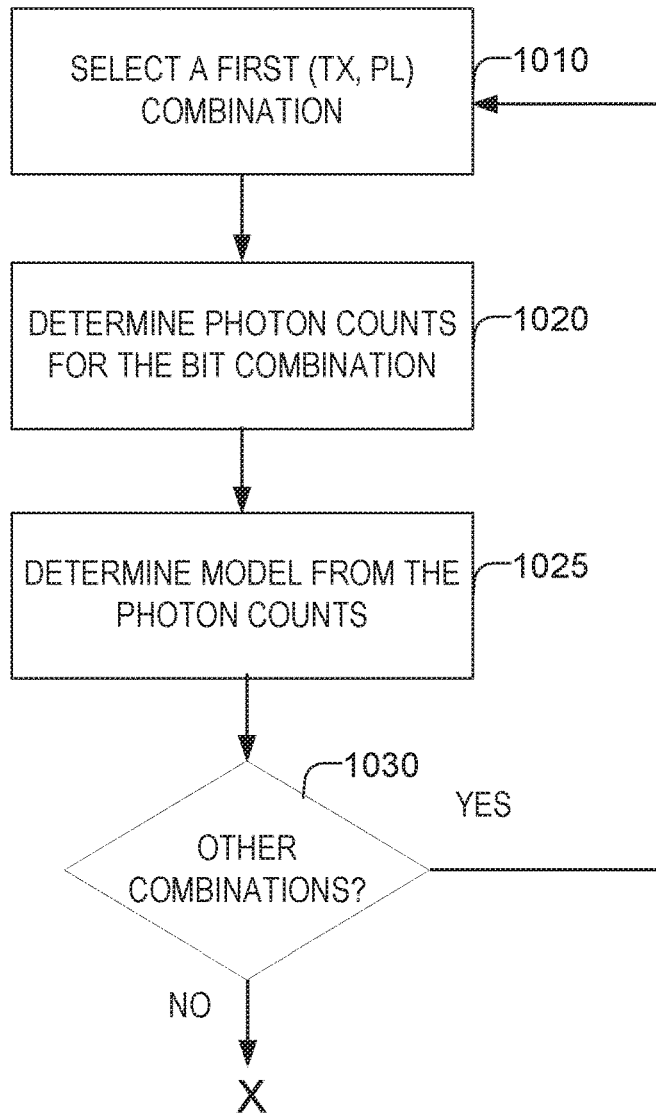 SELECT A FIRST (TX, PL)
COMBINATION
1010
DETERMINE PHOTON COUNTS
FOR THE BIT COMBINATION
1020
DETERMINE MODEL FROM THE
PHOTON COUNTS
1025
1030
OTHER
COMBINATIONS?
YES
NO
X